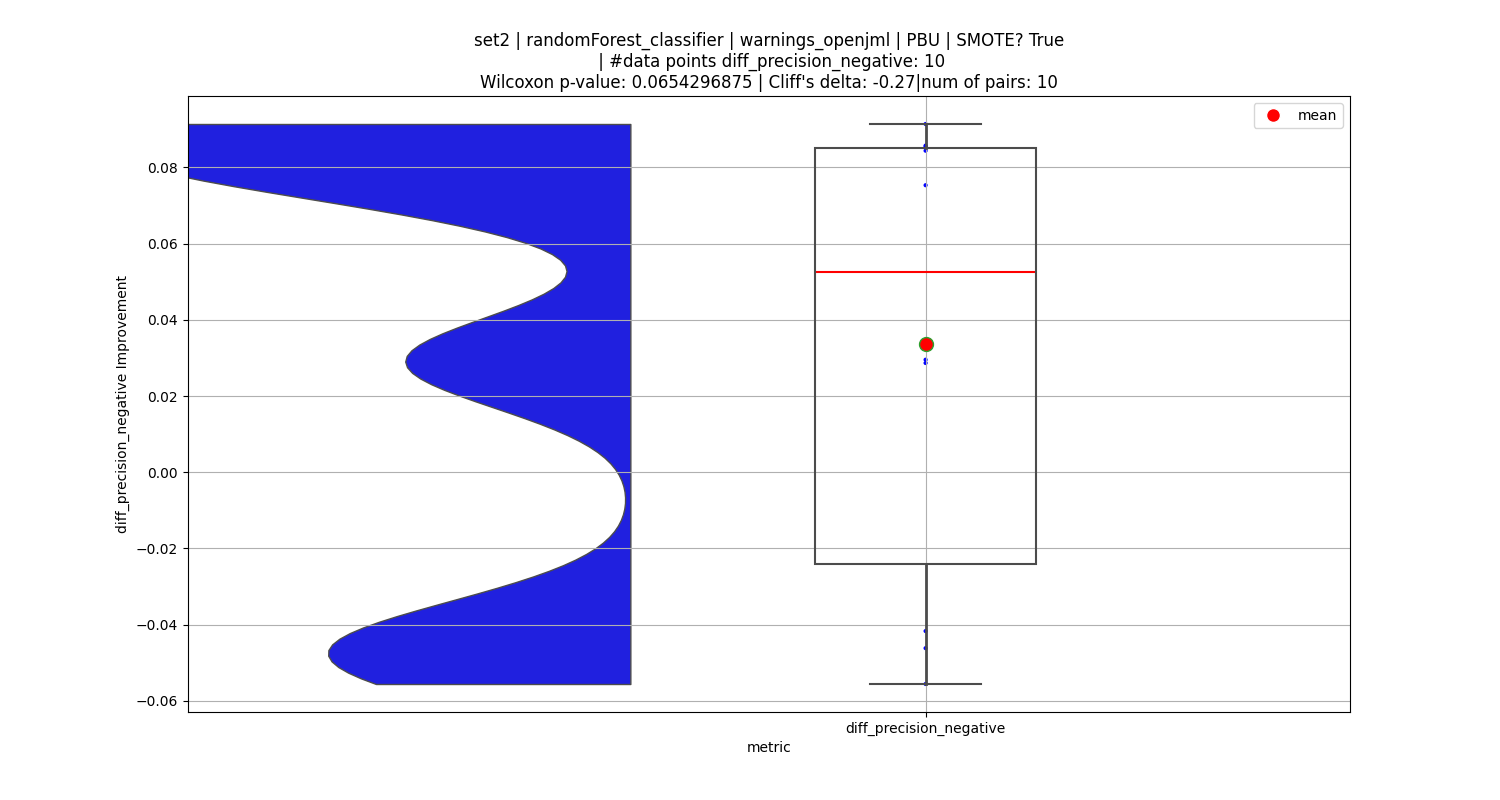 set2 | randomForest_classifier | warnings_openjml | PBU | SMOTE? True
| #data points diff_precision_negative: 10
Wilcoxon p-value: 0.0654296875 | Cliff's delta: -0.27|num of pairs: 10
mean
0.08
0.06
0.04
0.02
0.00
−0.02
−0.04
−0.06
diff_precision_negative Improvement
diff_precision_negative
metric